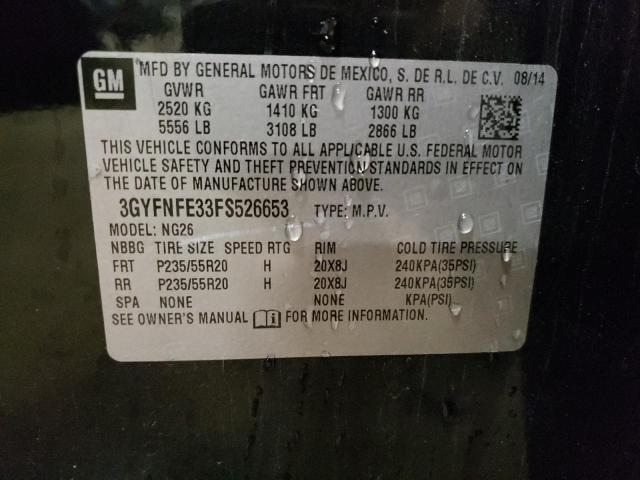 GM MFD BY GENERAL MOTORS DE MEXICO, S. DE R.L. DE C.V. 08/14
GVWR GAWR FRT GAWR RR
2520 KG 1410 KG 1300 KG
5556 LB 3108 LB 2866 LB
THIS VEHICLE CONFORMS TO ALL APPLICABLE U.S. FEDERAL MOTOR
VEHICLE SAFETY AND THEFT PREVENTION STANDARDS IN EFFECT ON
THE DATE OF MANUFACTURE SHOWN ABOVE.
3GYFNFE33FS526653 TYPE: M.P.V.
MODEL: NG26
NBBG TIRE SIZE SPEED RTG RIM COLD TIRE PRESSURE
FRT P235/55R20 H 20X8J 240KPA(35PSI)
RR P235/55R20 H 20X8J 240KPA(35PSI)
SPA NONE NONE KPA(PSI)
SEE OWNER'S MANUAL FOR MORE INFORMATION.